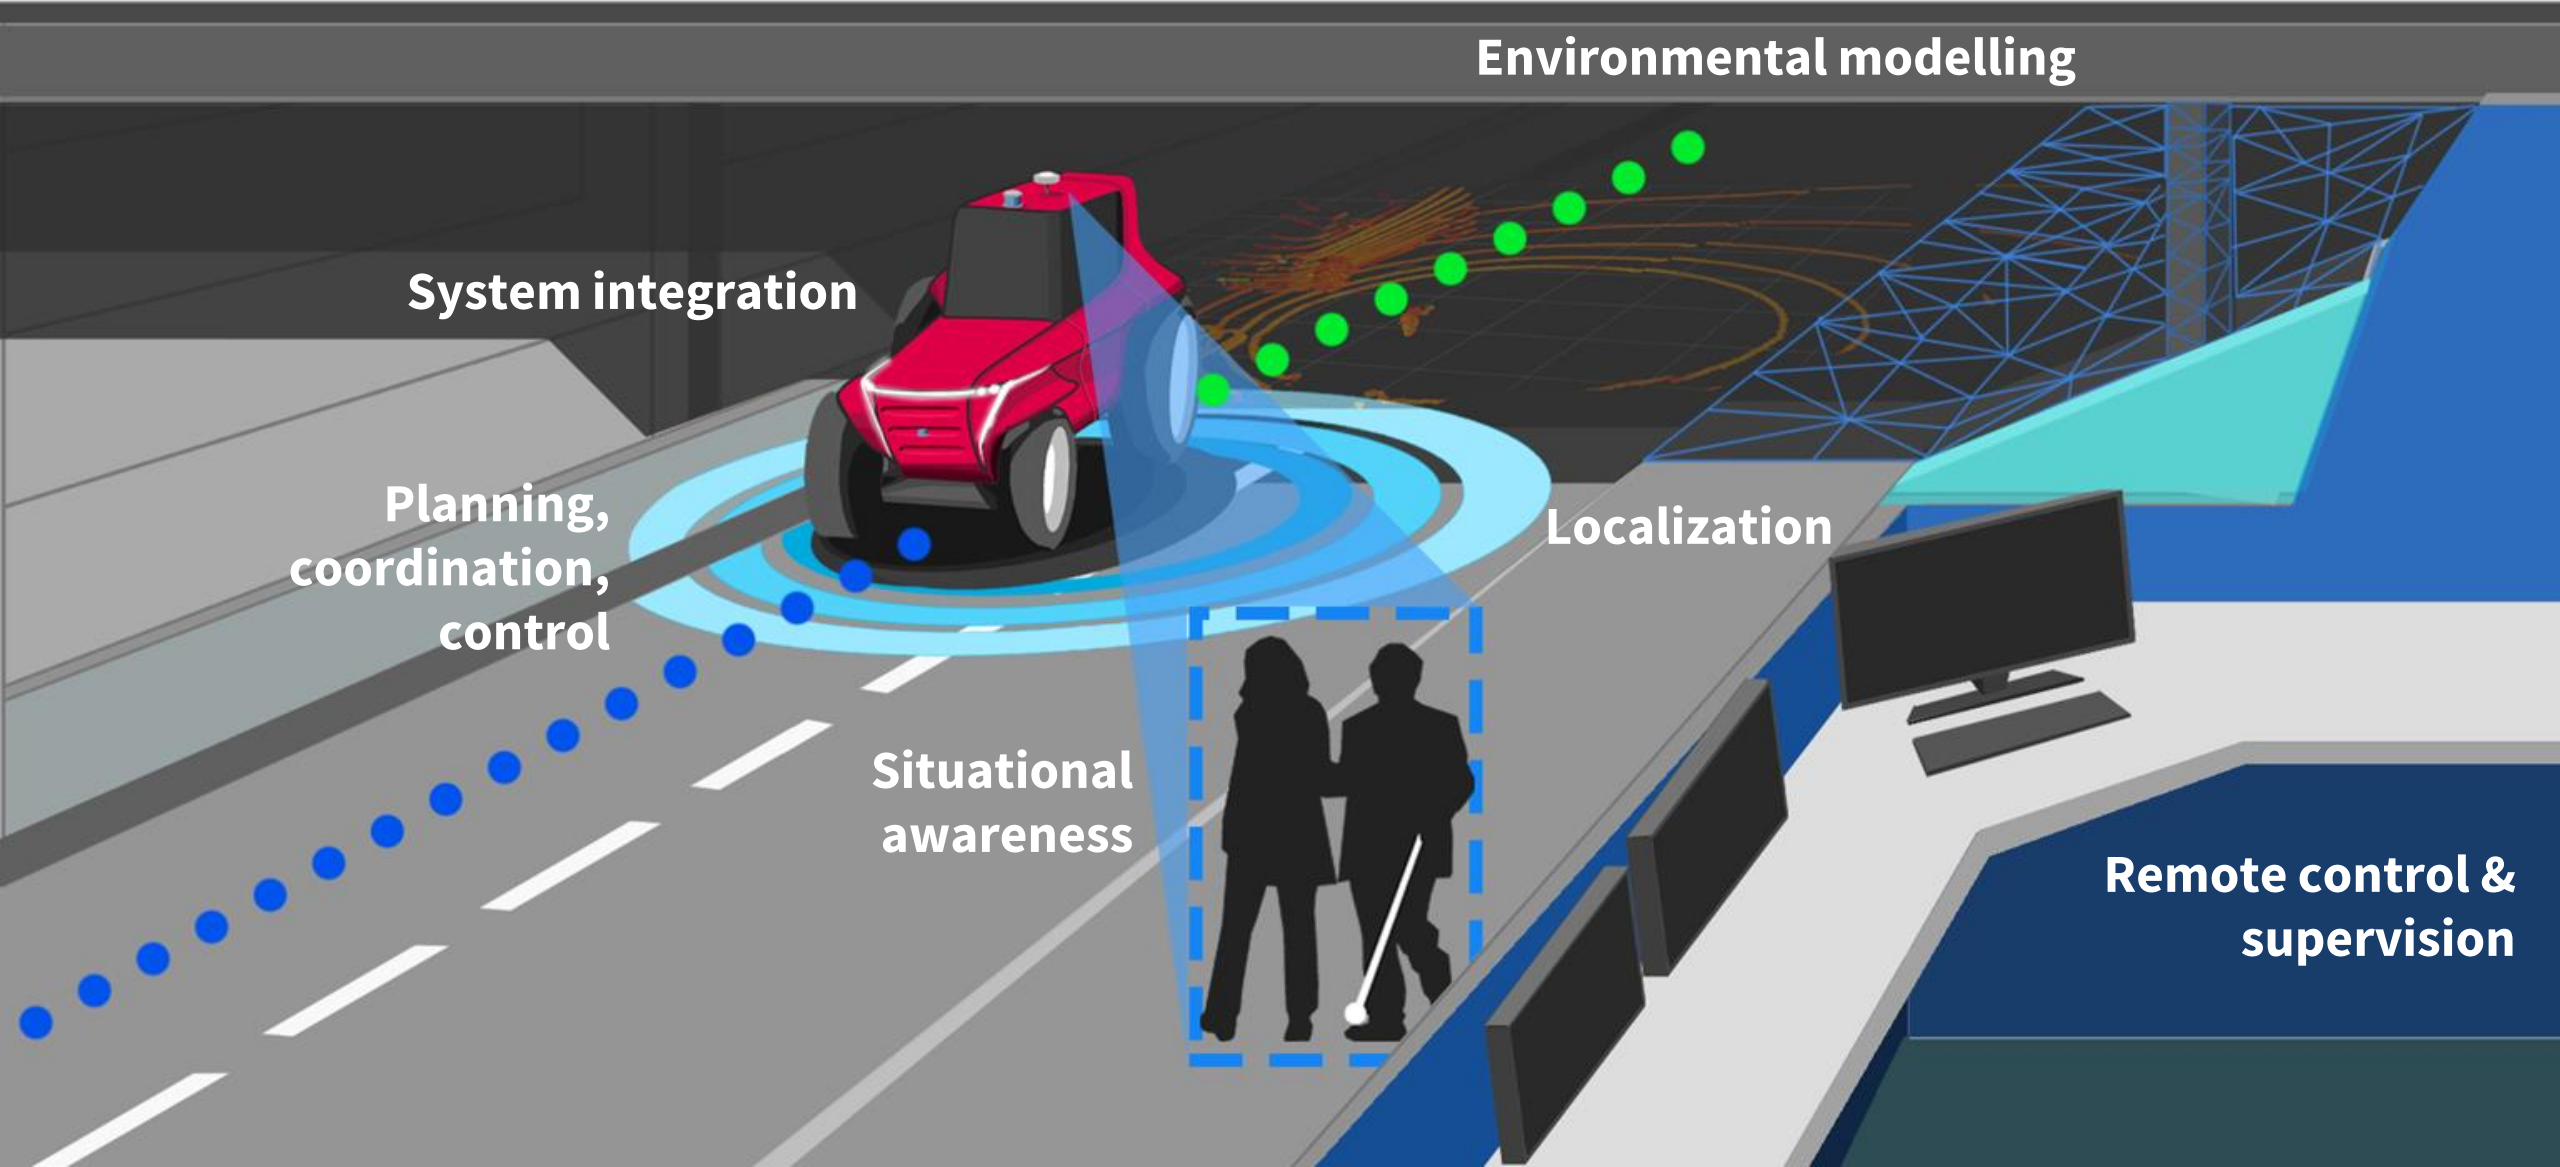 Environmental modelling
System integration
Planning,
coordination,
control
Localization
Situational
awareness
Remote control &
supervision